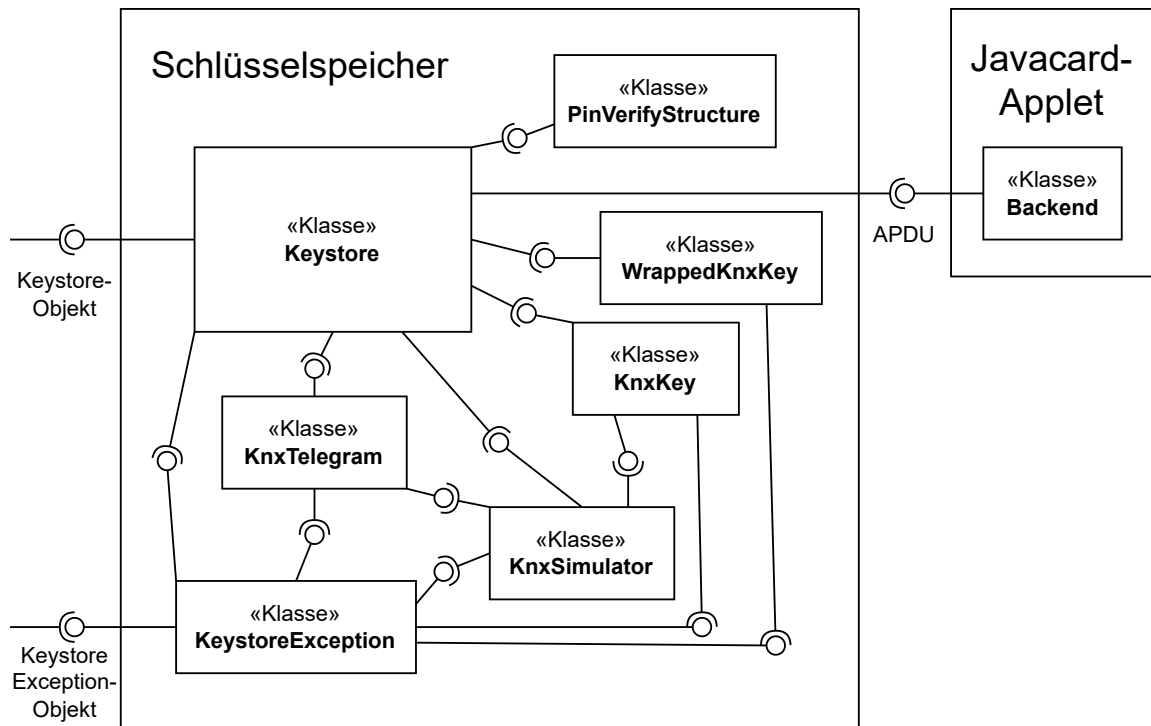 Schlüsselspeicher
Javacard-
Applet
«Klasse»
PinVerifyStructure
«Klasse»
Keystore
«Klasse»
Backend
APDU
«Klasse»
WrappedKnxKey
Keystore-
Objekt
«Klasse»
KnxKey
«Klasse»
KnxTelegram
«Klasse»
KnxSimulator
«Klasse»
KeystoreException
Keystore
Exception-
Objekt